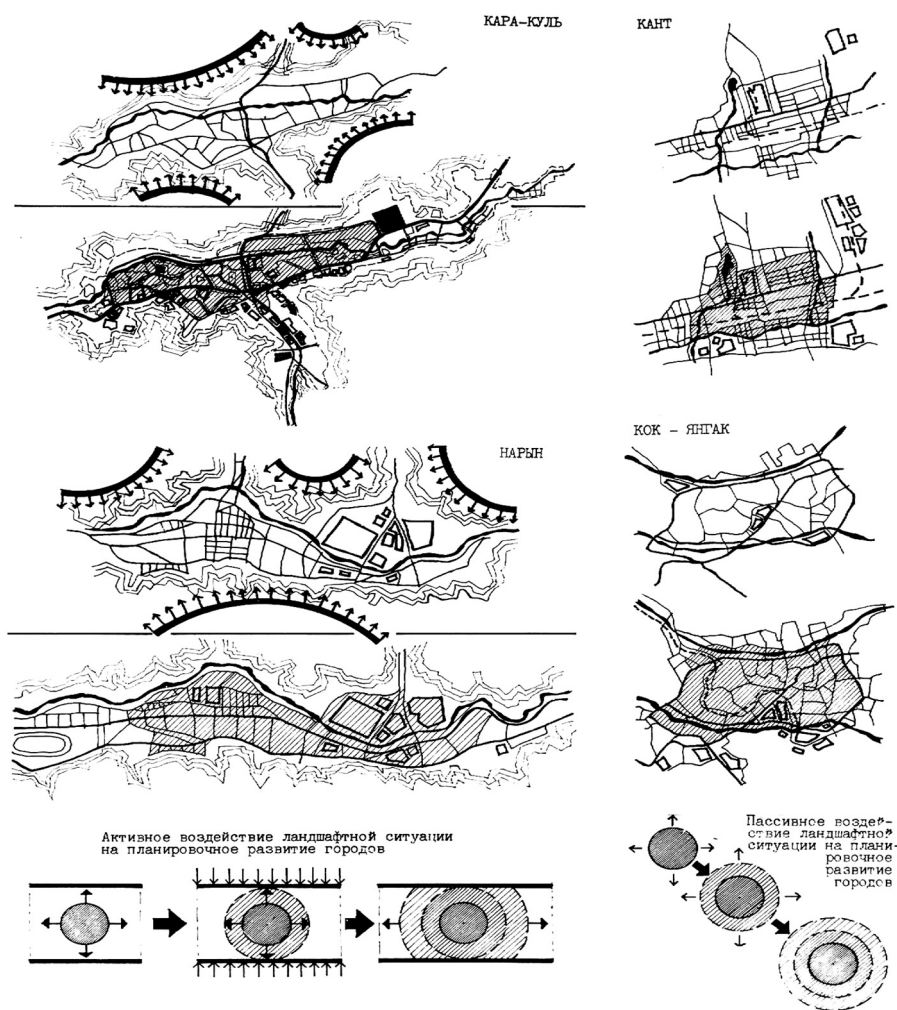 КАРА-КУЛЬ
КАНТ
НАРЫН
КОК - ЯНГАК
Активное воздействие ландшафтной ситуации
на планировочное развитие городов
Пассивное воздей-
ствие ландшафтной
ситуации на плани-
ровочное
развитие
городов